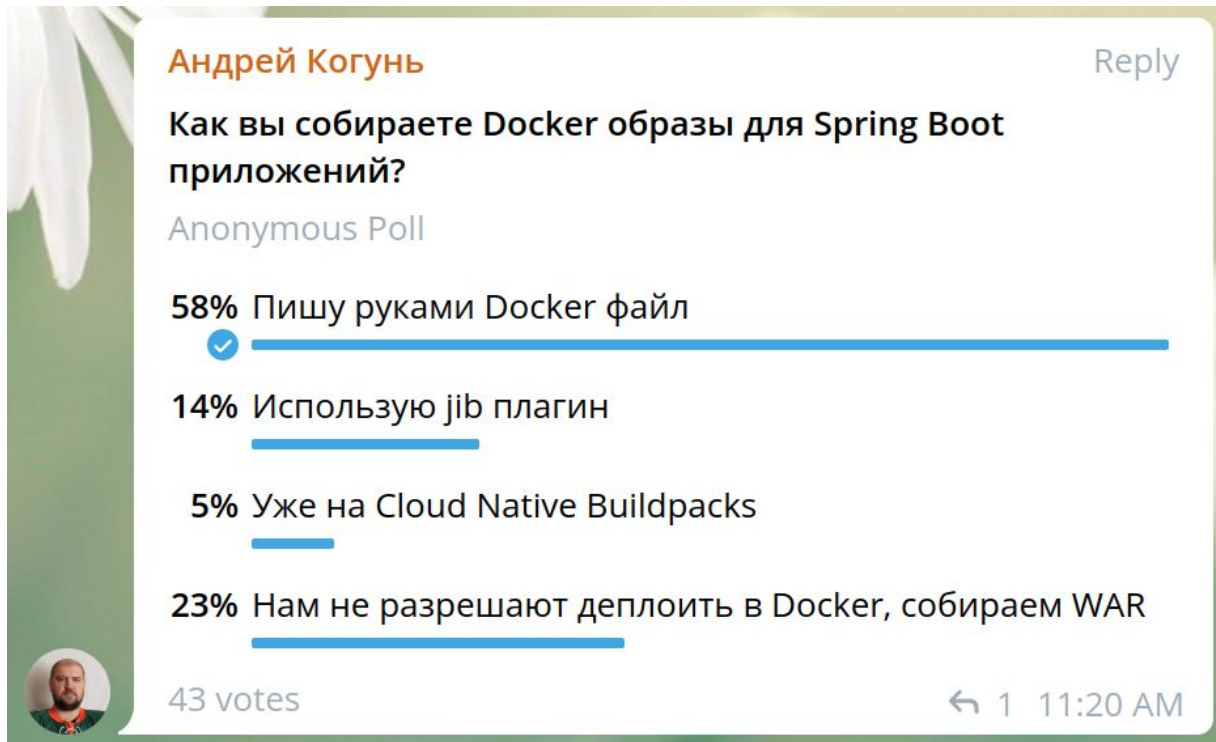 Андрей Когунь
Reply
Как вы собираете Docker образы для Spring Boot
приложений?
Anonymous Poll
58% Пишу руками Docker файл
14% Использую jib плагин
5% Уже на Cloud Native Buildpacks
23% Нам не разрешают деплоить в Docker, собираем WAR
43 votes
1 11:20 AM